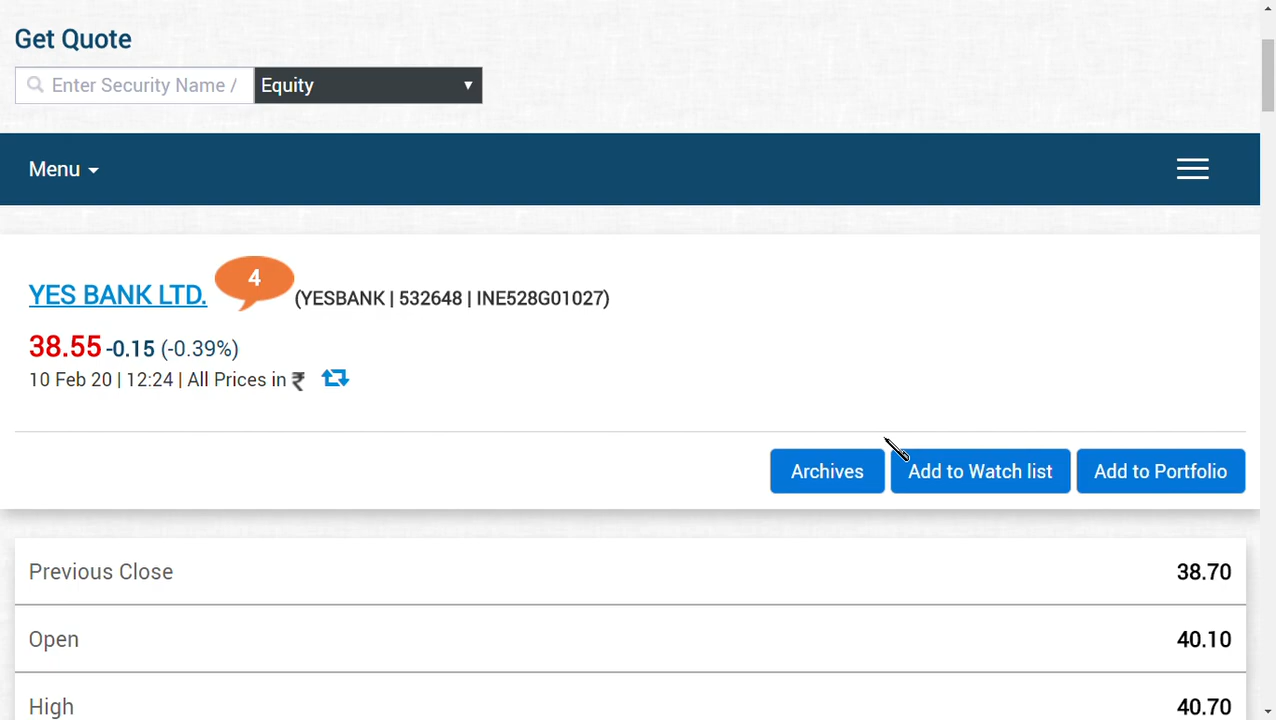 Get Quote
Enter Security Name / Equity ▼
Menu
YES BANK LTD. 4 (YESBANK | 532648 | INE528G01027)
38.55 -0.15 (-0.39%)
10 Feb 20 | 12:24 | All Prices in ₹
Archives Add to Watch list Add to Portfolio
Previous Close 38.70
Open 40.10
High 40.70